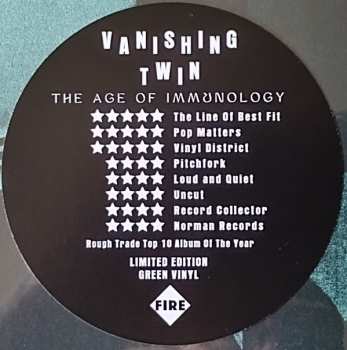 VANISHING
TWIN
THE AGE OF IMMUNOLOGY
★★★★★ The Line Of Best Fit
★★★★★ Pop Matters
★★★★★ Vinyl District
★★★★ Pitchfork
★★★★ Loud and Quiet
★★★★ Uncut
★★★★ Record Collector
★★★★ Norman Records
Rough Trade Top 10 Album Of The Year
LIMITED EDITION
GREEN VINYL
FIRE